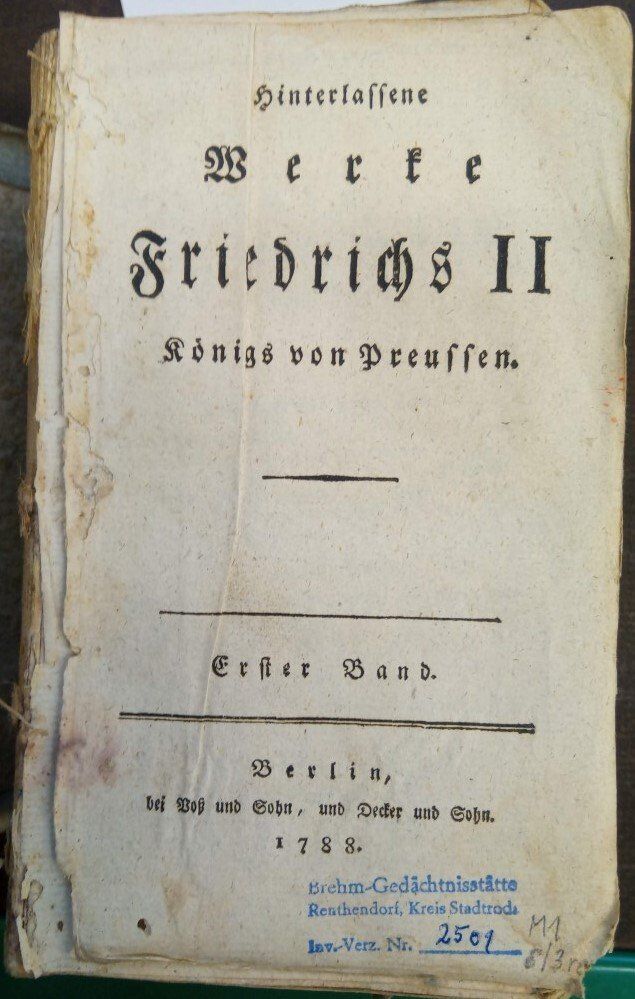 Hinterlassene
Werke
Friedrichs II
Königs von Preussen.
Erster Band.
Berlin,
bei Voß und Sohn, und Decker und Sohn.
1788.
Brehm-Gedächtnisstätte
Renthendorf, Kreis Stadtroda
Inv.-Verz. Nr. 2501
M1